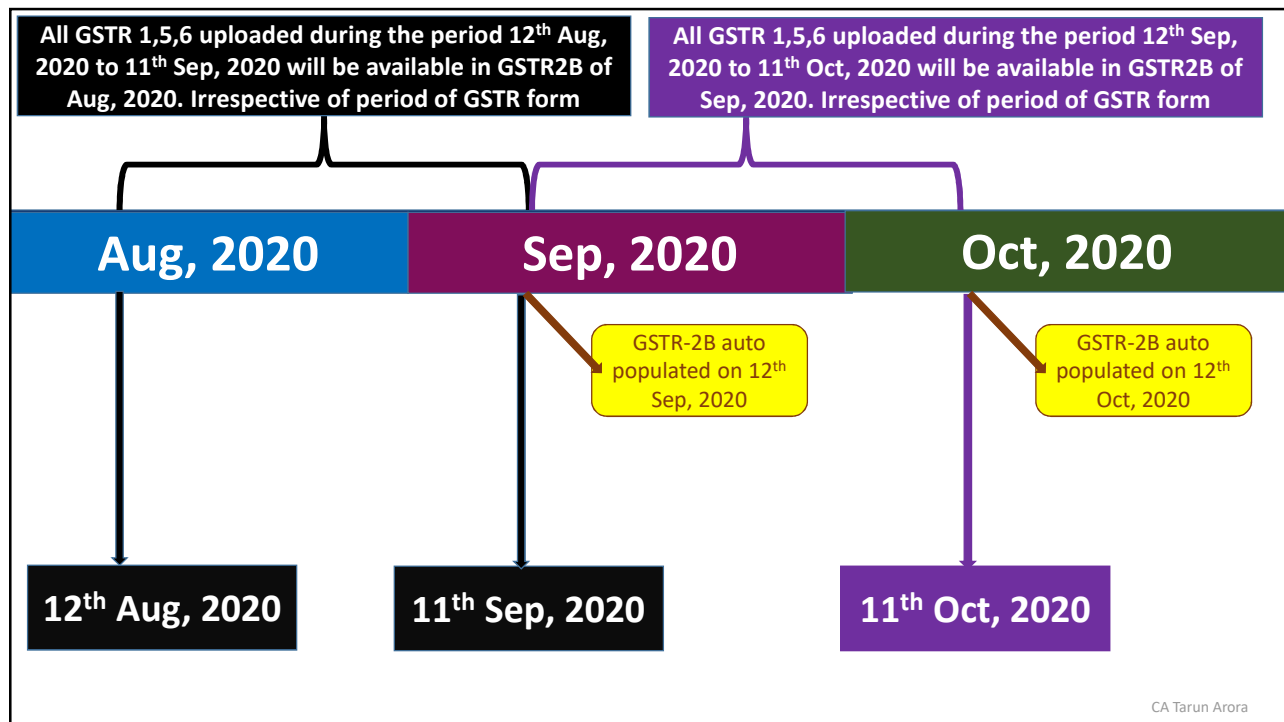 All GSTR 1,5,6 uploaded during the period 12th Aug,
2020 to 11th Sep, 2020 will be available in GSTR2B of
Aug, 2020. Irrespective of period of GSTR form
All GSTR 1,5,6 uploaded during the period 12th Sep,
2020 to 11th Oct, 2020 will be available in GSTR2B of
Sep, 2020. Irrespective of period of GSTR form
Aug, 2020
Sep, 2020
Oct, 2020
GSTR-2B auto
populated on 12th
Sep, 2020
GSTR-2B auto
populated on 12th
Oct, 2020
12th Aug, 2020
11th Sep, 2020
11th Oct, 2020
CA Tarun Arora